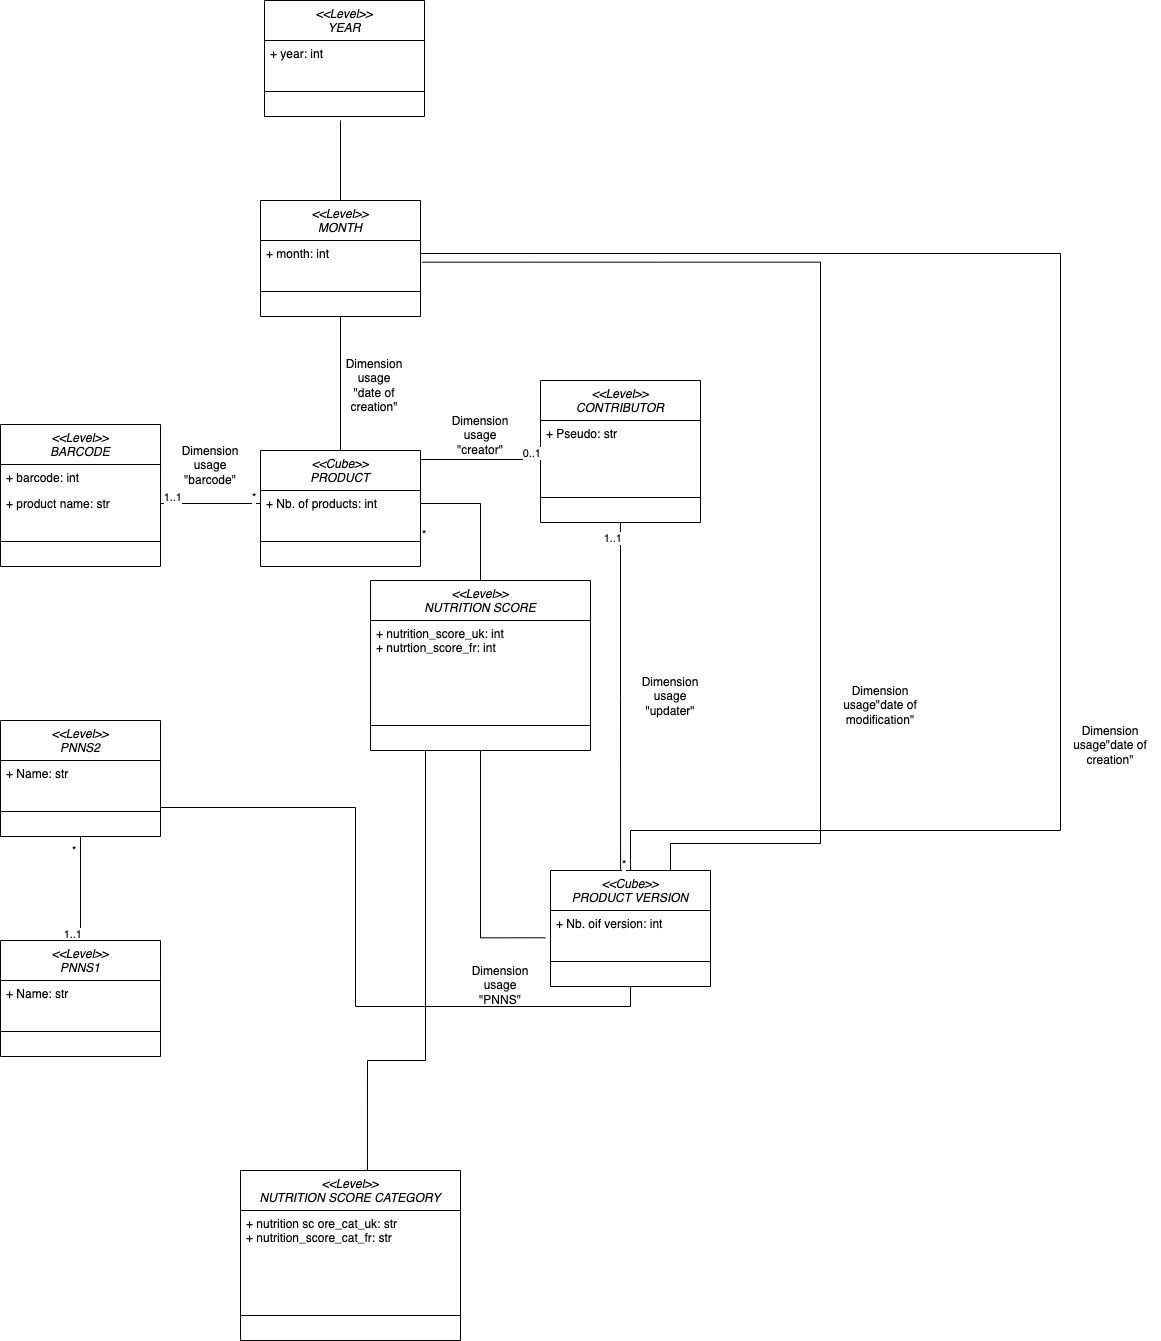 <<Level>>
YEAR
+ year: int
<<Level>>
MONTH
+ month: int
Dimension
usage
"date of
creation"
<<Level>>
CONTRIBUTOR
+ Pseudo: str
Dimension
usage
"creator"
0..1
<<Level>>
BARCODE
+ barcode: int
+ product name: str
Dimension
usage
"barcode"
1..1
*
<<Cube>>
PRODUCT
+ Nb. of products: int
*
1..1
<<Level>>
NUTRITION SCORE
+ nutrition_score_uk: int
+ nutrtion_score_fr: int
Dimension
usage
"updater"
Dimension
usage"date of
modification"
Dimension
usage"date of
creation"
<<Level>>
PNNS2
+ Name: str
*
1..1
<<Level>>
PNNS1
+ Name: str
*
<<Cube>>
PRODUCT VERSION
+ Nb. oif version: int
Dimension
usage
"PNNS"
<<Level>>
NUTRITION SCORE CATEGORY
+ nutrition sc ore_cat_uk: str
+ nutrition_score_cat_fr: str